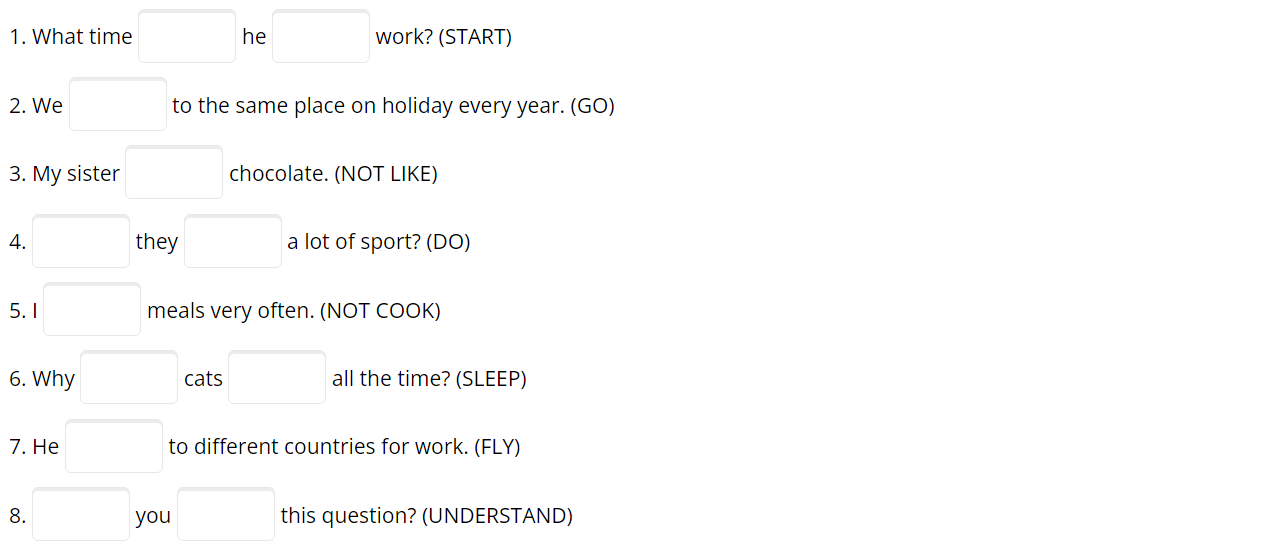 1. What time he work? (START)
2. We to the same place on holiday every year. (GO)
3. My sister chocolate. (NOT LIKE)
4. they a lot of sport? (DO)
5. I meals very often. (NOT COOK)
6. Why cats all the time? (SLEEP)
7. He to different countries for work. (FLY)
8. you this question? (UNDERSTAND)